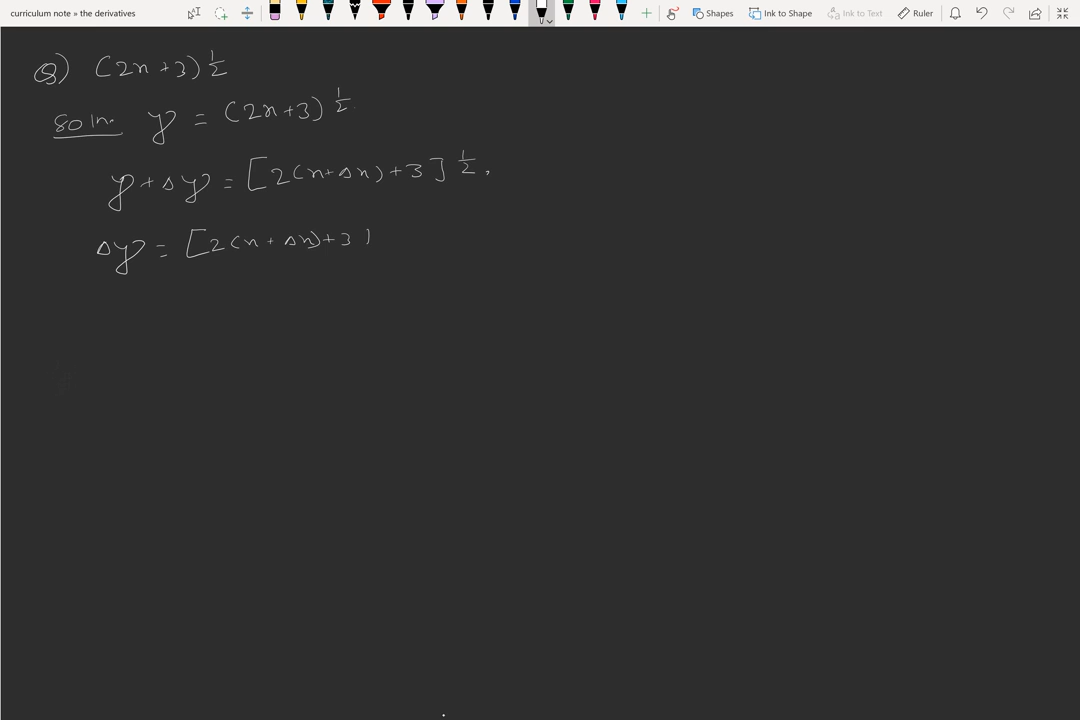 curriculum note » the derivatives
Shapes Ink to Shape Ink to Text Ruler
Q) (2x+3)^1/2
Soln. y = (2x+3)^1/2.
y+Δy = [2(x+Δx)+3]^1/2.
Δy = [2(x+Δx)+3